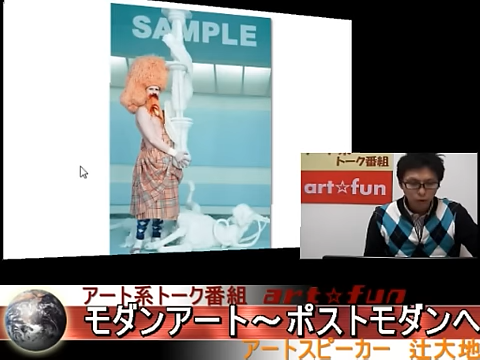 SAMPLE
トーク番組
art☆fun
アート系トーク番組 art☆fun
モダンアート～ポストモダンへ
アートスピーカー 辻大地